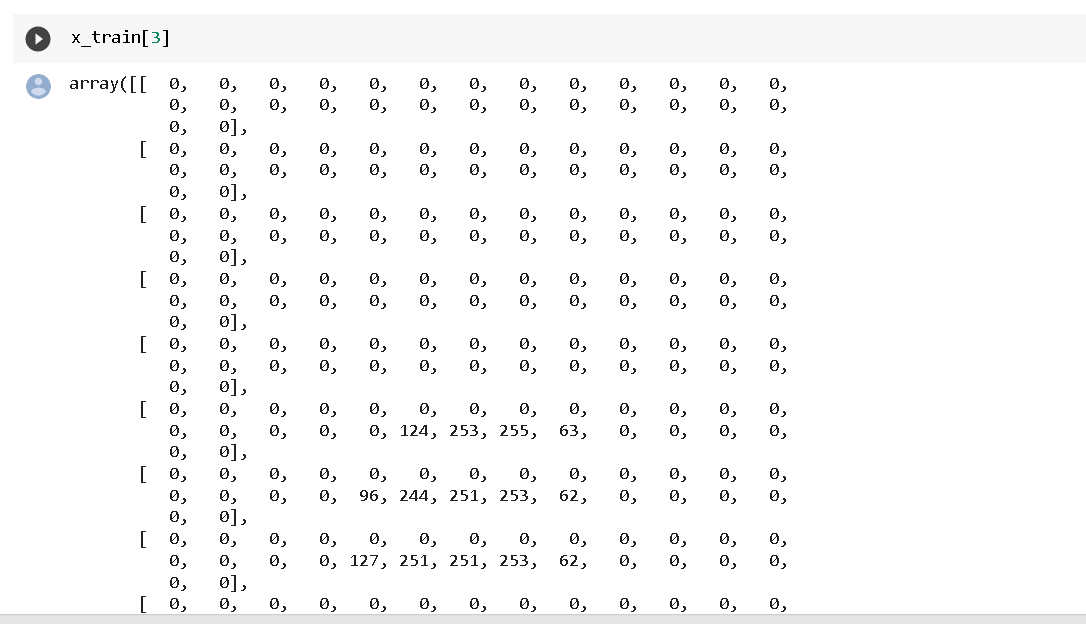 x_train[3]
array([[  0,   0,   0,   0,   0,   0,   0,   0,   0,   0,   0,   0,   0,
          0,   0,   0,   0,   0,   0,   0,   0,   0,   0,   0,   0,   0,
          0,   0],
       [  0,   0,   0,   0,   0,   0,   0,   0,   0,   0,   0,   0,   0,
          0,   0,   0,   0,   0,   0,   0,   0,   0,   0,   0,   0,   0,
          0,   0],
       [  0,   0,   0,   0,   0,   0,   0,   0,   0,   0,   0,   0,   0,
          0,   0,   0,   0,   0,   0,   0,   0,   0,   0,   0,   0,   0,
          0,   0],
       [  0,   0,   0,   0,   0,   0,   0,   0,   0,   0,   0,   0,   0,
          0,   0,   0,   0,   0,   0,   0,   0,   0,   0,   0,   0,   0,
          0,   0],
       [  0,   0,   0,   0,   0,   0,   0,   0,   0,   0,   0,   0,   0,
          0,   0,   0,   0,   0,   0,   0,   0,   0,   0,   0,   0,   0,
          0,   0],
       [  0,   0,   0,   0,   0,   0,   0,   0,   0,   0,   0,   0,   0,
          0,   0,   0,   0,   0, 124, 253, 255,  63,   0,   0,   0,   0,
          0,   0],
       [  0,   0,   0,   0,   0,   0,   0,   0,   0,   0,   0,   0,   0,
          0,   0,   0,   0,  96, 244, 251, 253,  62,   0,   0,   0,   0,
          0,   0],
       [  0,   0,   0,   0,   0,   0,   0,   0,   0,   0,   0,   0,   0,
          0,   0,   0,   0, 127, 251, 251, 253,  62,   0,   0,   0,   0,
          0,   0],
       [  0,   0,   0,   0,   0,   0,   0,   0,   0,   0,   0,   0,   0,